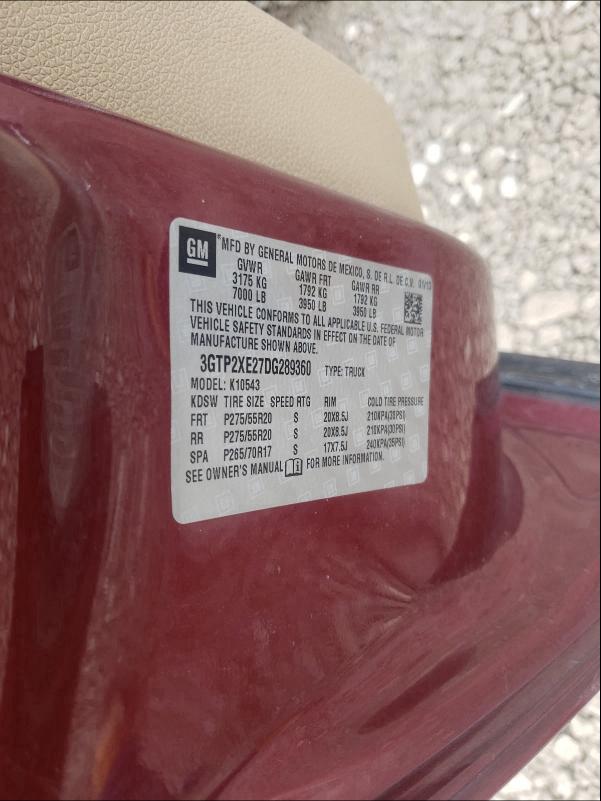 GM
®MFD BY GENERAL MOTORS DE MEXICO, S. DE R.L. DE C.V. 01/13
GVWR GAWR FRT GAWR RR
3175 KG 1792 KG 1792 KG
7000 LB 3950 LB 3950 LB
THIS VEHICLE CONFORMS TO ALL APPLICABLE U.S. FEDERAL MOTOR
VEHICLE SAFETY STANDARDS IN EFFECT ON THE DATE OF
MANUFACTURE SHOWN ABOVE.
3GTP2XE27DG289360 TYPE: TRUCK
MODEL: K10543
KDSW TIRE SIZE SPEED RTG RIM COLD TIRE PRESSURE
FRT P275/55R20 S 20X8.5J 210KPA(30PSI)
RR P275/55R20 S 20X8.5J 210KPA(30PSI)
SPA P265/70R17 S 17X7.5J 240KPA(35PSI)
SEE OWNER'S MANUAL FOR MORE INFORMATION.